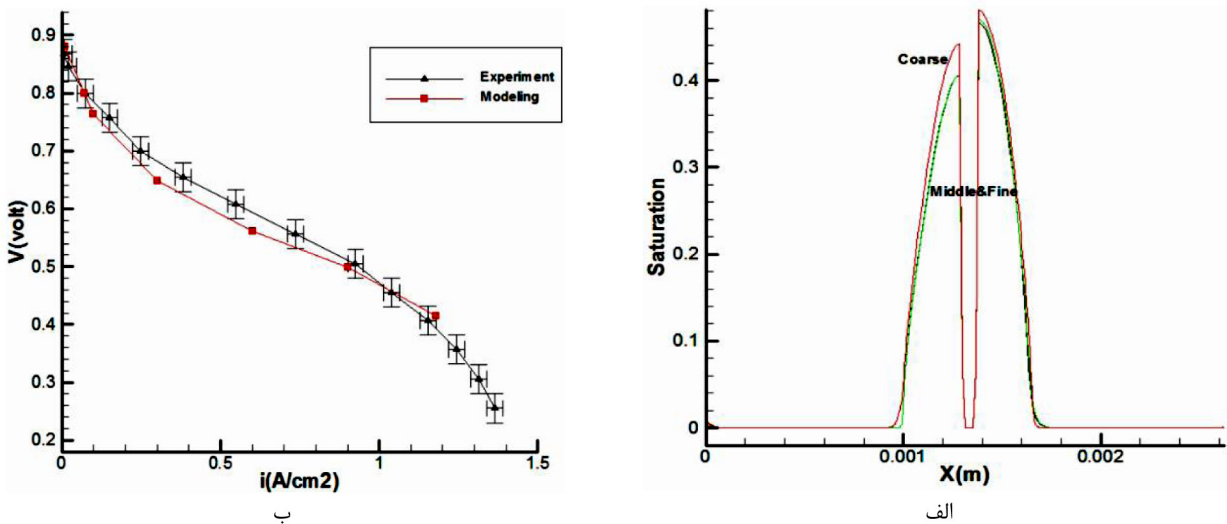 0.9
0.8
0.7
0.6
0.5
0.4
0.3
0.2
V(volt)
Experiment
Modeling
0
0.5
1
1.5
i(A/cm2)
ب
0.4
0.3
0.2
0.1
0
Saturation
Coarse
Middle&Fine
0
0.001
0.002
X(m)
الف